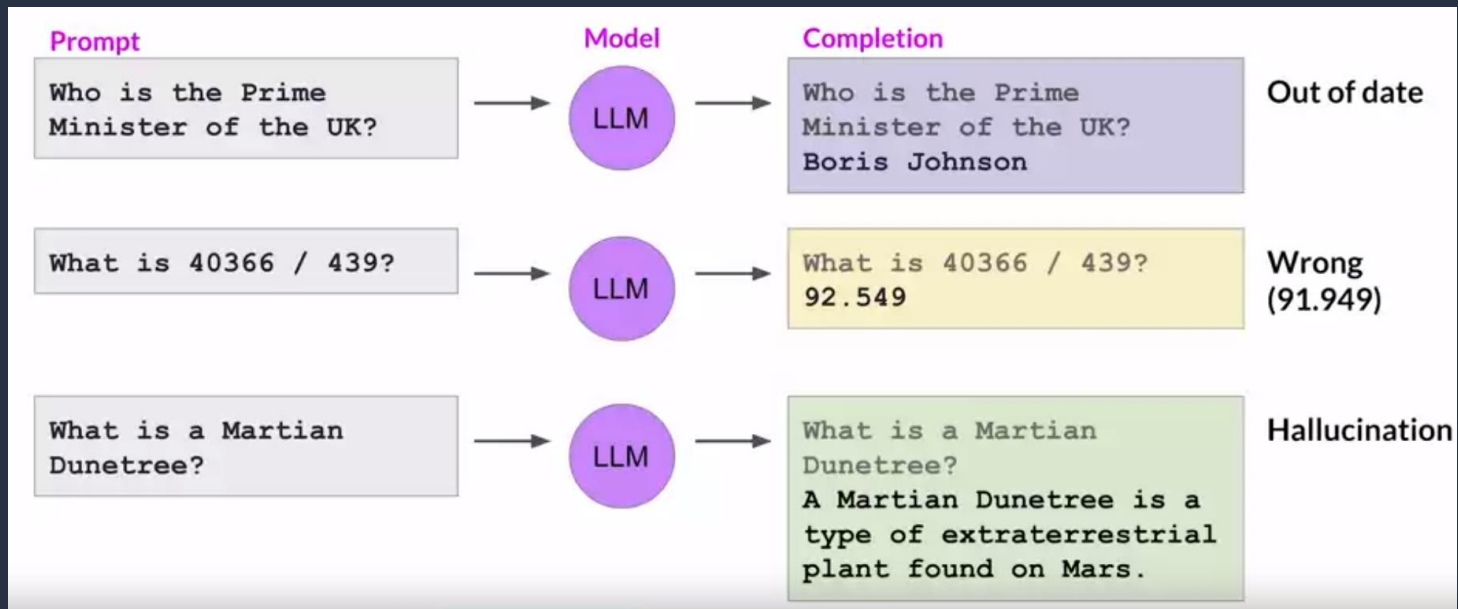 Prompt
Model
Completion
Who is the Prime
Minister of the UK?
LLM
Who is the Prime
Minister of the UK?
Boris Johnson
Out of date
What is 40366 / 439?
LLM
What is 40366 / 439?
92.549
Wrong
(91.949)
What is a Martian
Dunetree?
LLM
What is a Martian
Dunetree?
A Martian Dunetree is a
type of extraterrestrial
plant found on Mars.
Hallucination